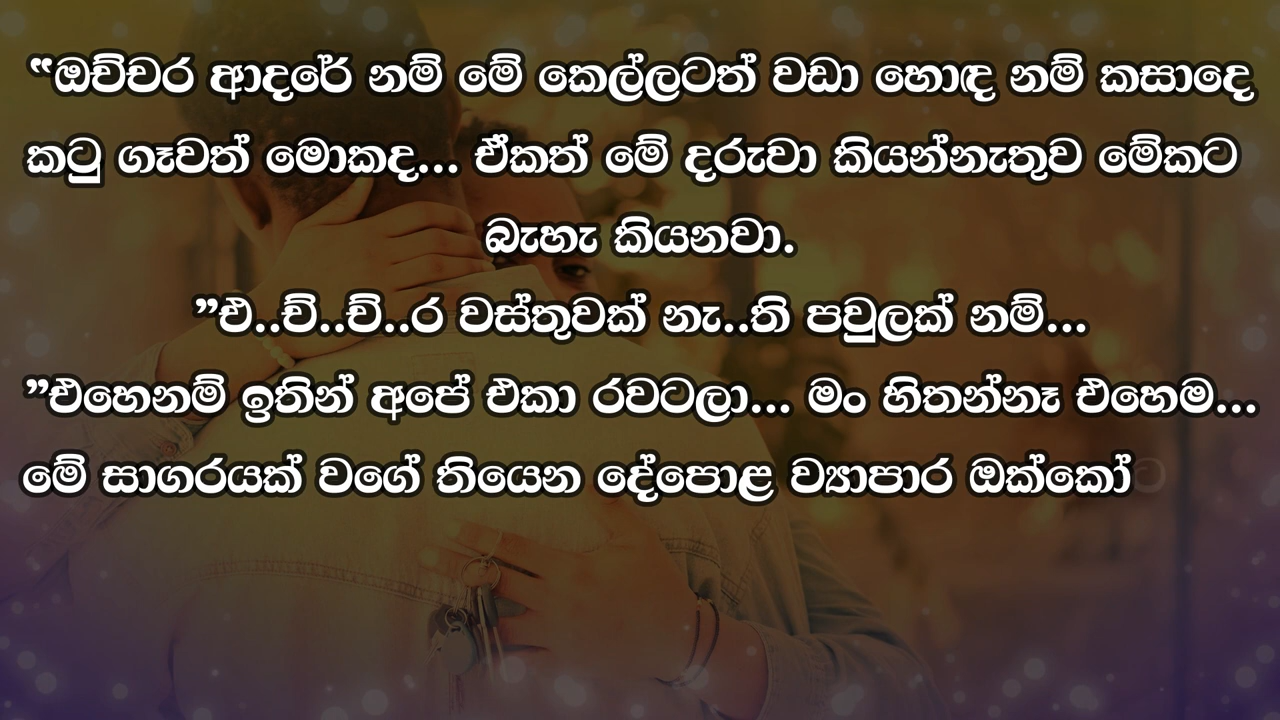 “ඔච්චර ආදරේ නම් මේ කෙල්ලටත් වඩා හොඳ නම් කසාදෙ
කටු ගෑවත් මොකද... ඒකත් මේ දරුවා කියන්නැතුව මේකට
බැහැ කියනවා.
”එ..ච්..ච්..ර වස්තුවක් නැ..ති පවුලක් නම්...
”එහෙනම් ඉතින් අපේ එකා රවටලා... මං හිතන්නෑ එහෙම...
මේ සාගරයක් වගේ තියෙන දේපොළ ව්‍යාපාර ඔක්කෝට